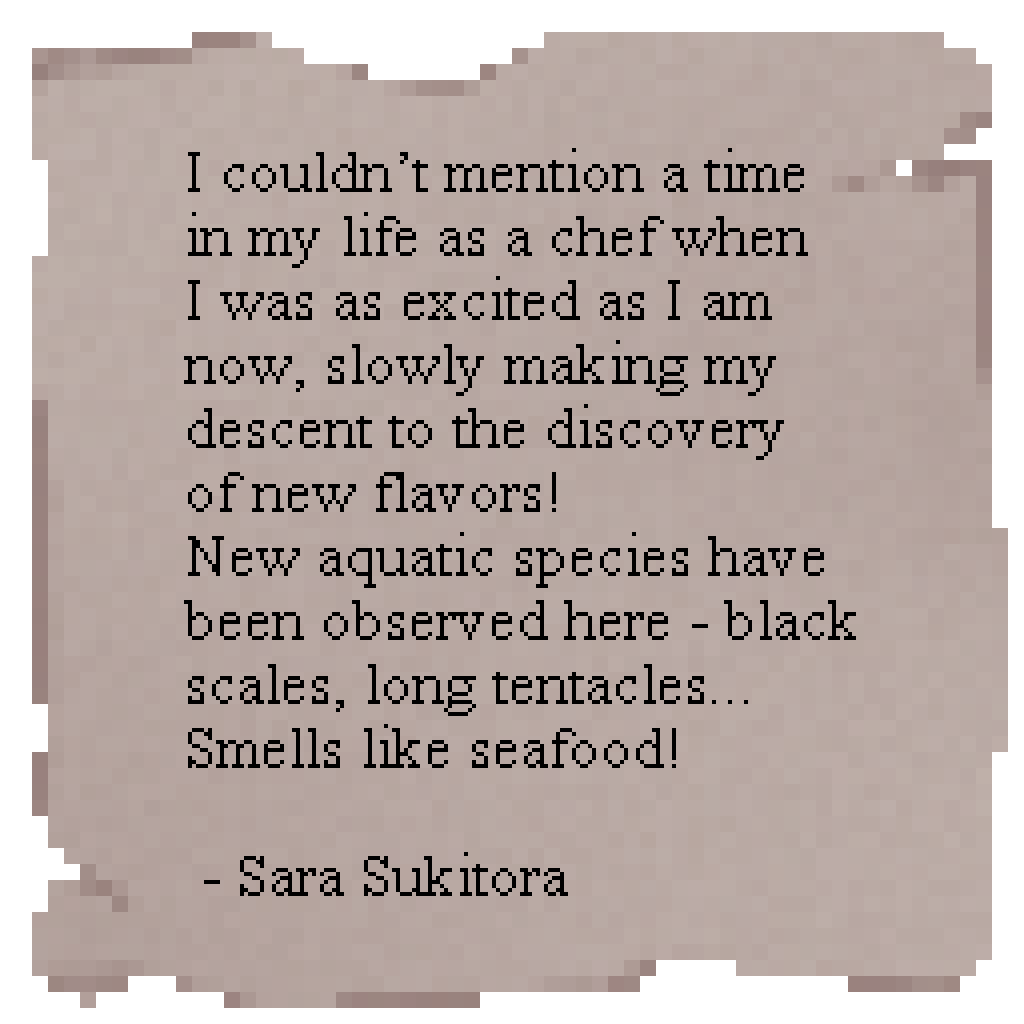 I couldn’t mention a time
in my life as a chef when
I was as excited as I am
now, slowly making my
descent to the discovery
of new flavors!
New aquatic species have
been observed here - black
scales, long tentacles...
Smells like seafood!
- Sara Sukitora